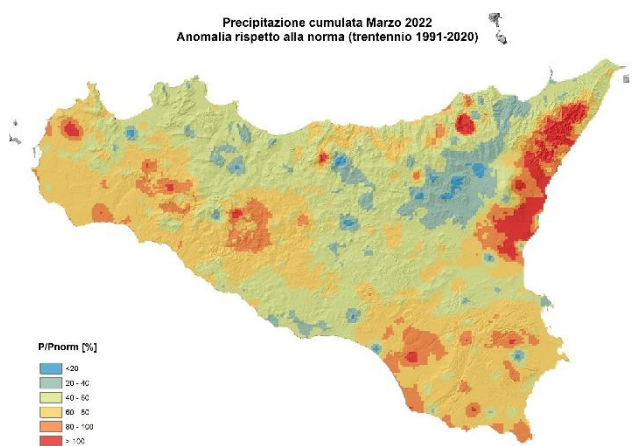 Precipitazione cumulata Marzo 2022
Anomalia rispetto alla norma (trentennio 1991-2020)
P/Pnorm [%]
<20
20 - 40
40 - 60
60 - 80
80 - 100
> 100